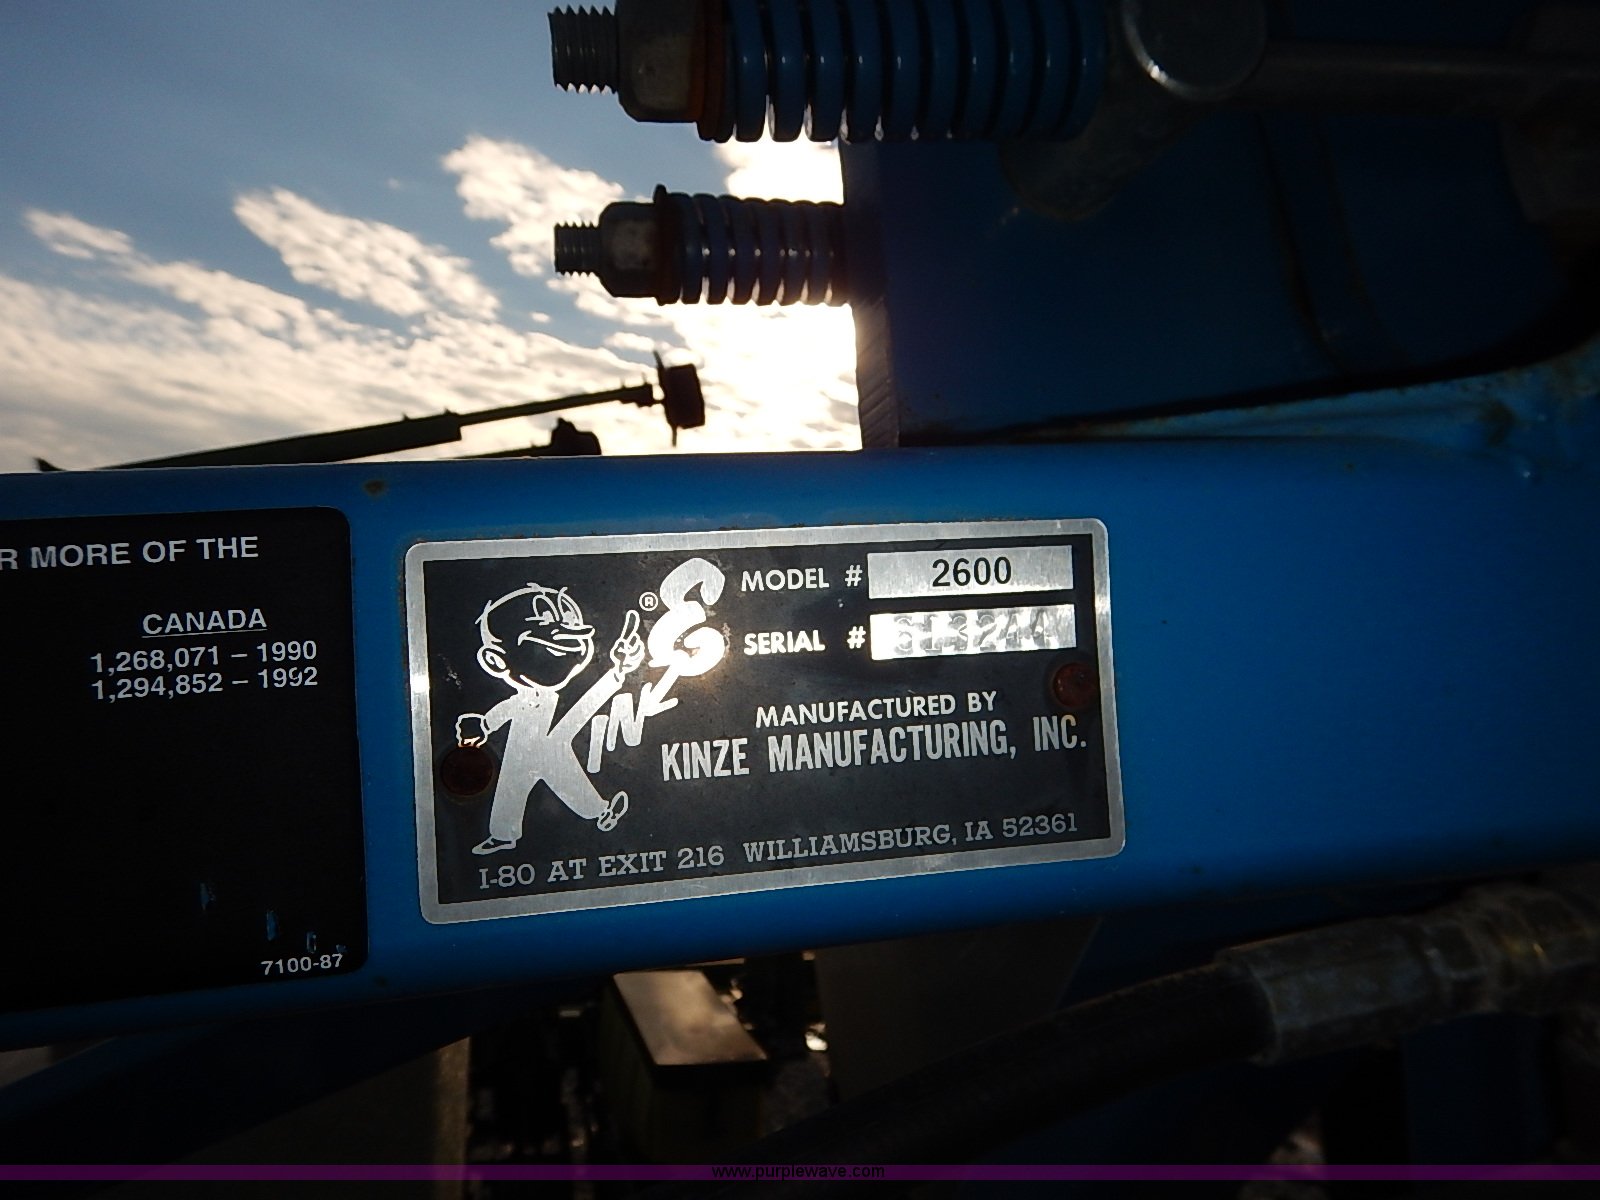 R MORE OF THE
CANADA
1,268,071 – 1990
1,294,852 – 1992
7100-87
KINZE ®
MODEL # 2600
SERIAL #
MANUFACTURED BY
KINZE MANUFACTURING, INC.
I-80 AT EXIT 216 WILLIAMSBURG, IA 52361
www.purplewave.com